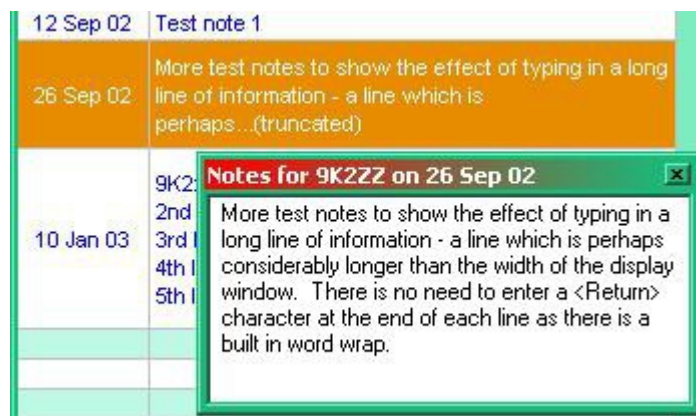 12 Sep 02 Test note 1
26 Sep 02 More test notes to show the effect of typing in a long
line of information - a line which is
perhaps...(truncated)
10 Jan 03
2nd
3rd
4th
5th
Notes for 9K2ZZ on 26 Sep 02
More test notes to show the effect of typing in a
long line of information - a line which is perhaps
considerably longer than the width of the display
window.  There is no need to enter a <Return>
character at the end of each line as there is a
built in word wrap.